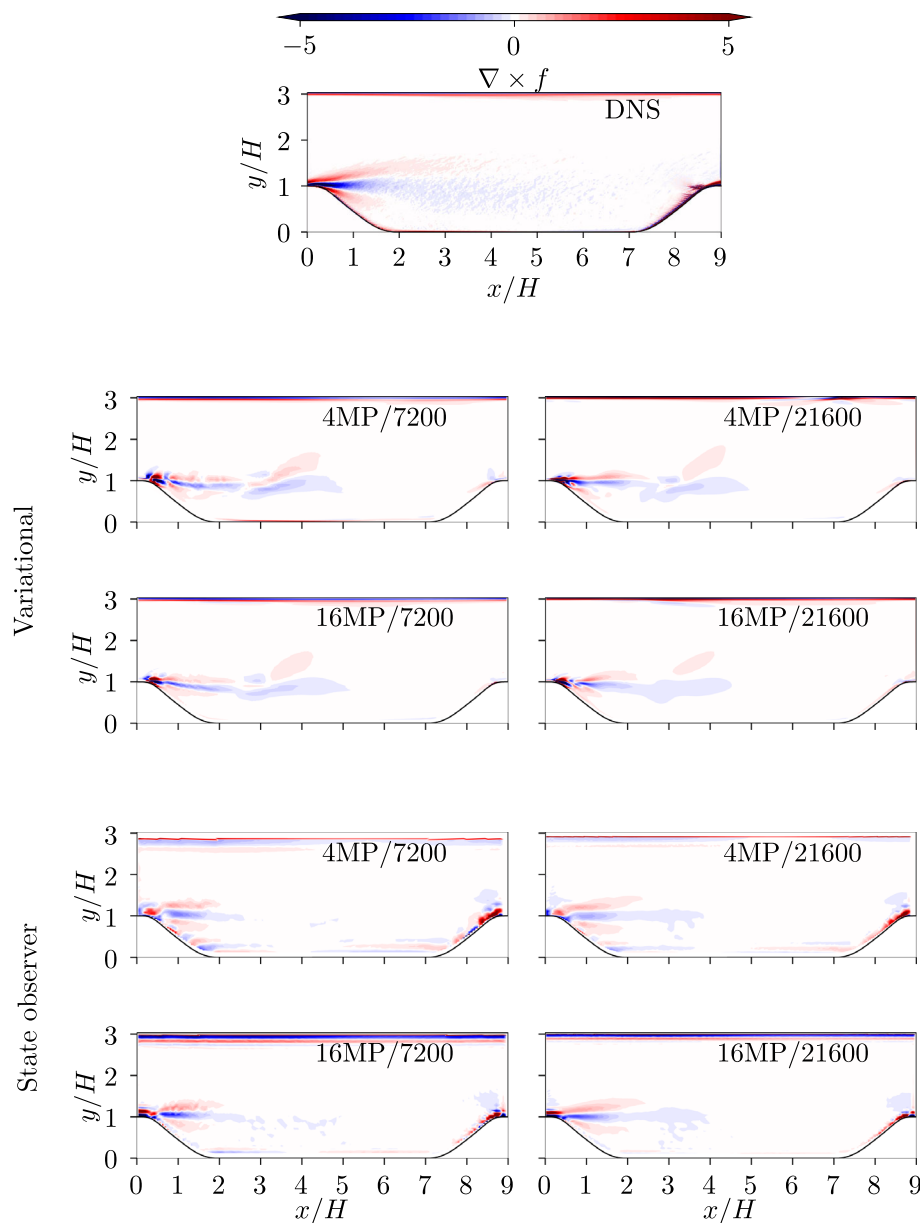 −5 0 5
∇ × f
DNS
y/H
3
2
1
0
0 1 2 3 4 5 6 7 8 9
x/H
Variational
y/H
3
2
1
0
4MP/7200
4MP/21600
y/H
3
2
1
0
16MP/7200
16MP/21600
State observer
y/H
3
2
1
0
4MP/7200
4MP/21600
y/H
3
2
1
0
16MP/7200
16MP/21600
0 1 2 3 4 5 6 7 8 9
0 1 2 3 4 5 6 7 8 9
x/H
x/H